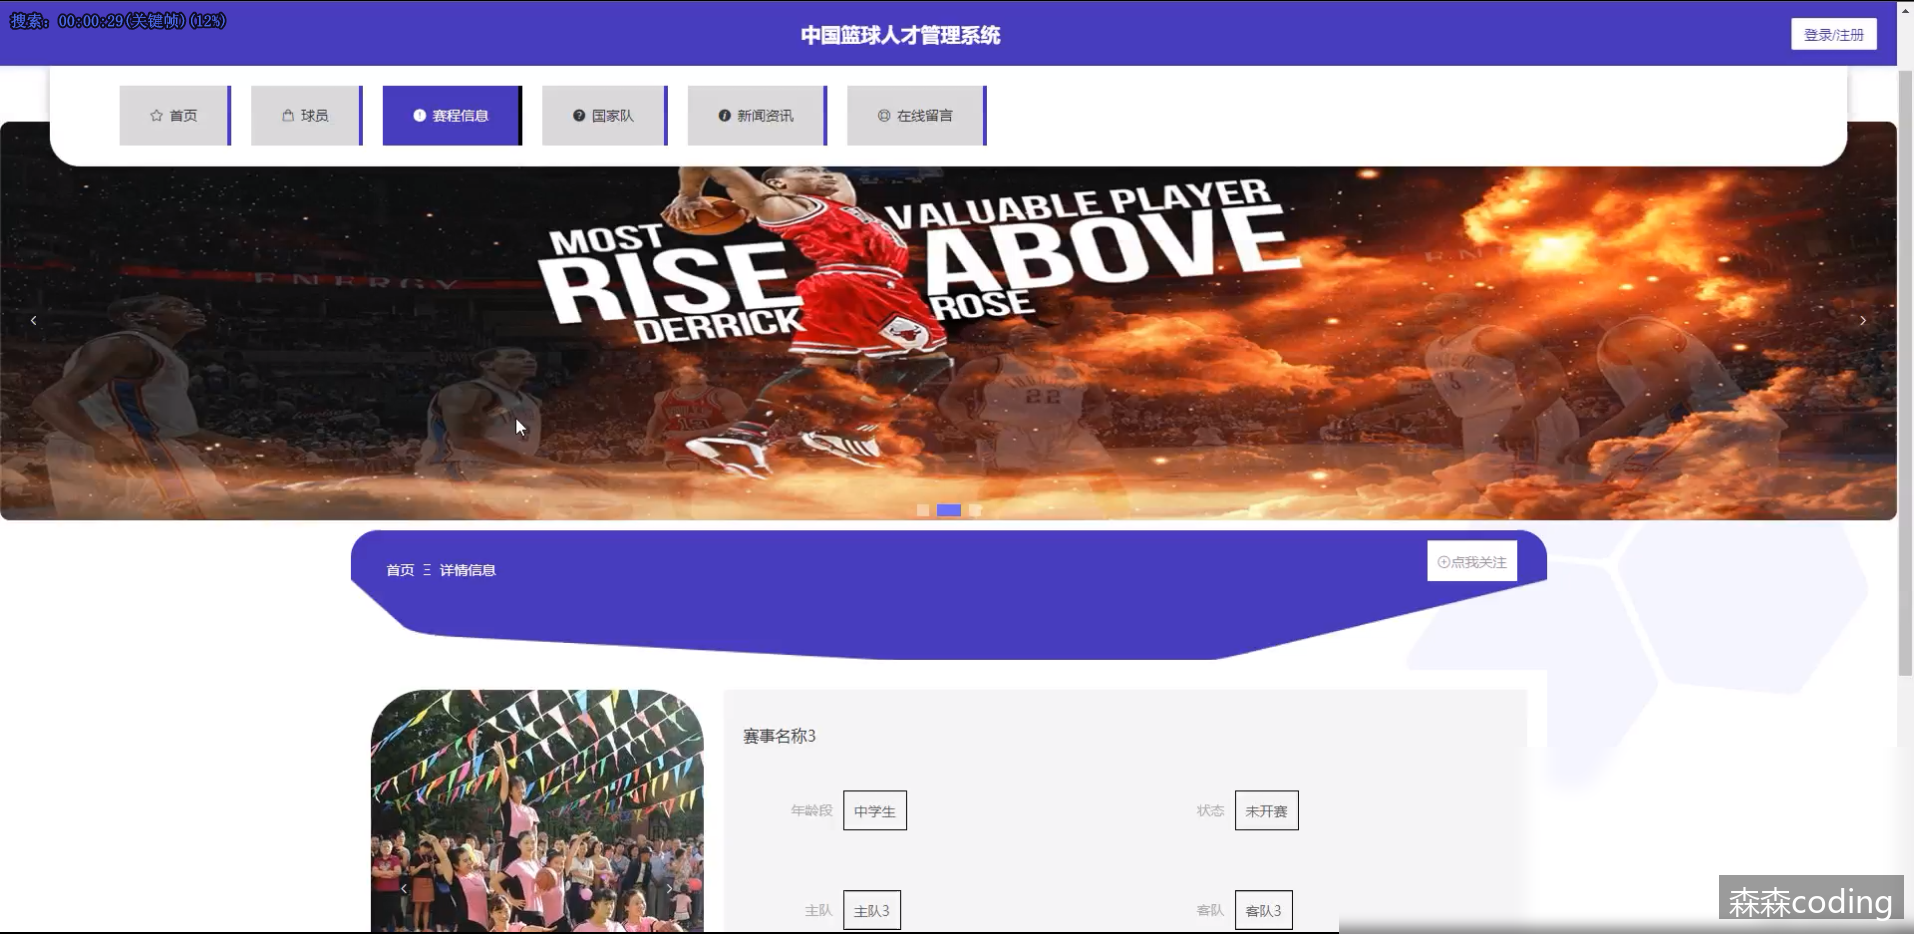 搜索: 00:00:29(关键帧)(12%)
中国篮球人才管理系统
登录/注册
首页
球员
赛程信息
国家队
新闻资讯
在线留言
MOST
VALUABLE PLAYER
RISE ABOVE
DERRICK ROSE
ENERGY
首页 Ξ 详情信息
点我关注
赛事名称3
年龄段 中学生
状态 未开赛
主队 主队3
客队 客队3
森森coding